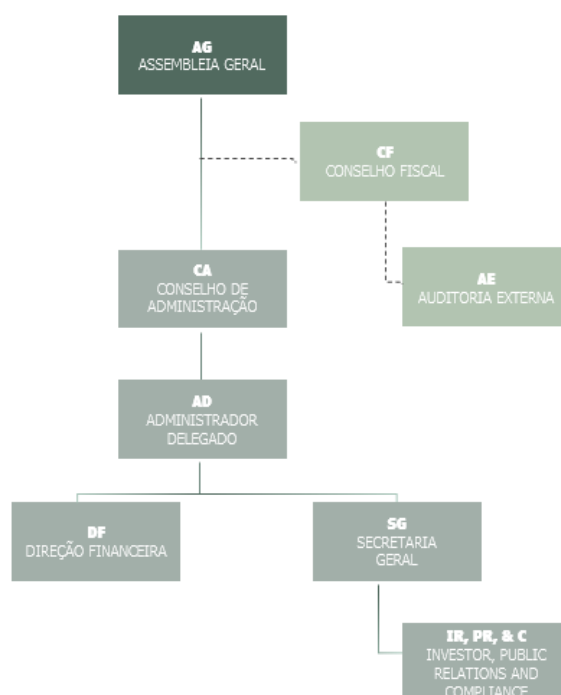 AG
ASSEMBLEIA GERAL
CF
CONSELHO FISCAL
CA
CONSELHO DE
ADMINISTRAÇÃO
AE
AUDITORIA EXTERNA
AD
ADMINISTRADOR
DELEGADO
DF
DIREÇÃO FINANCEIRA
SG
SECRETARIA
GERAL
IR, PR, & C
INVESTOR, PUBLIC
RELATIONS AND
COMPLIANCE